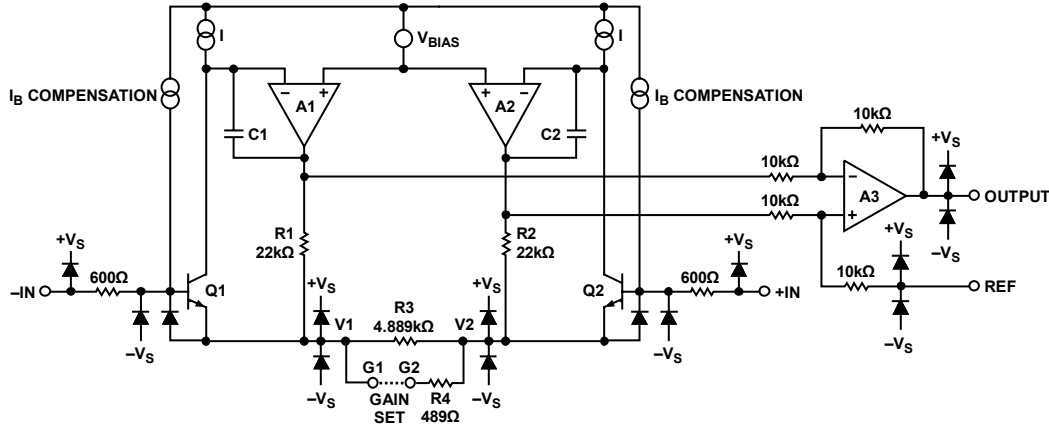 I
V_BIAS
I
I_B COMPENSATION
− +
A1
+ −
A2
I_B COMPENSATION
C1
C2
10kΩ
+V_S
10kΩ
−
A3
OUTPUT
10kΩ
+
R1
22kΩ
R2
22kΩ
−V_S
+V_S
+V_S
+V_S
–IN
600Ω
Q1
Q2
600Ω
+IN
10kΩ
REF
+V_S
R3
4.889kΩ
+V_S
V1
V2
–V_S
–V_S
–V_S
–V_S
–V_S
G1
G2
GAIN
SET
R4
489Ω